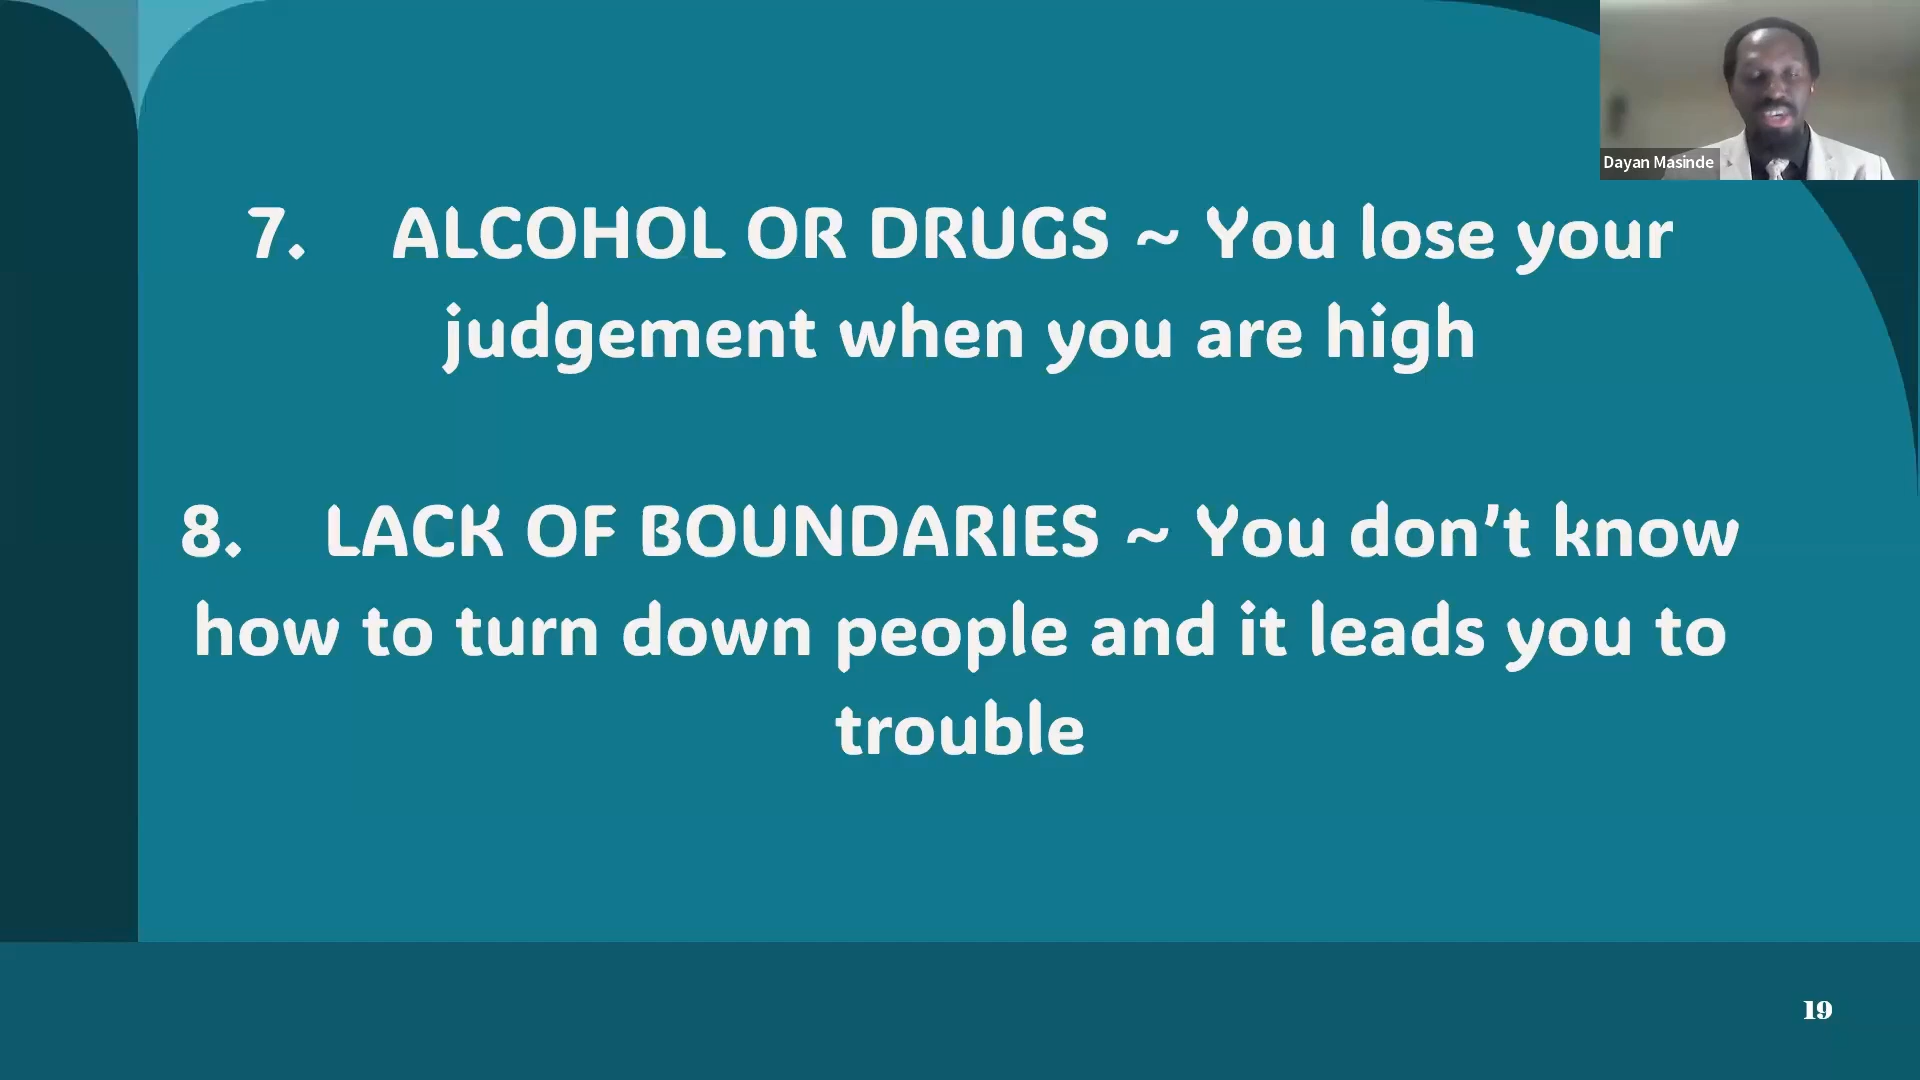 Dayan Masinde
7. ALCOHOL OR DRUGS ~ You lose your
judgement when you are high
8. LACK OF BOUNDARIES ~ You don’t know
how to turn down people and it leads you to
trouble
19